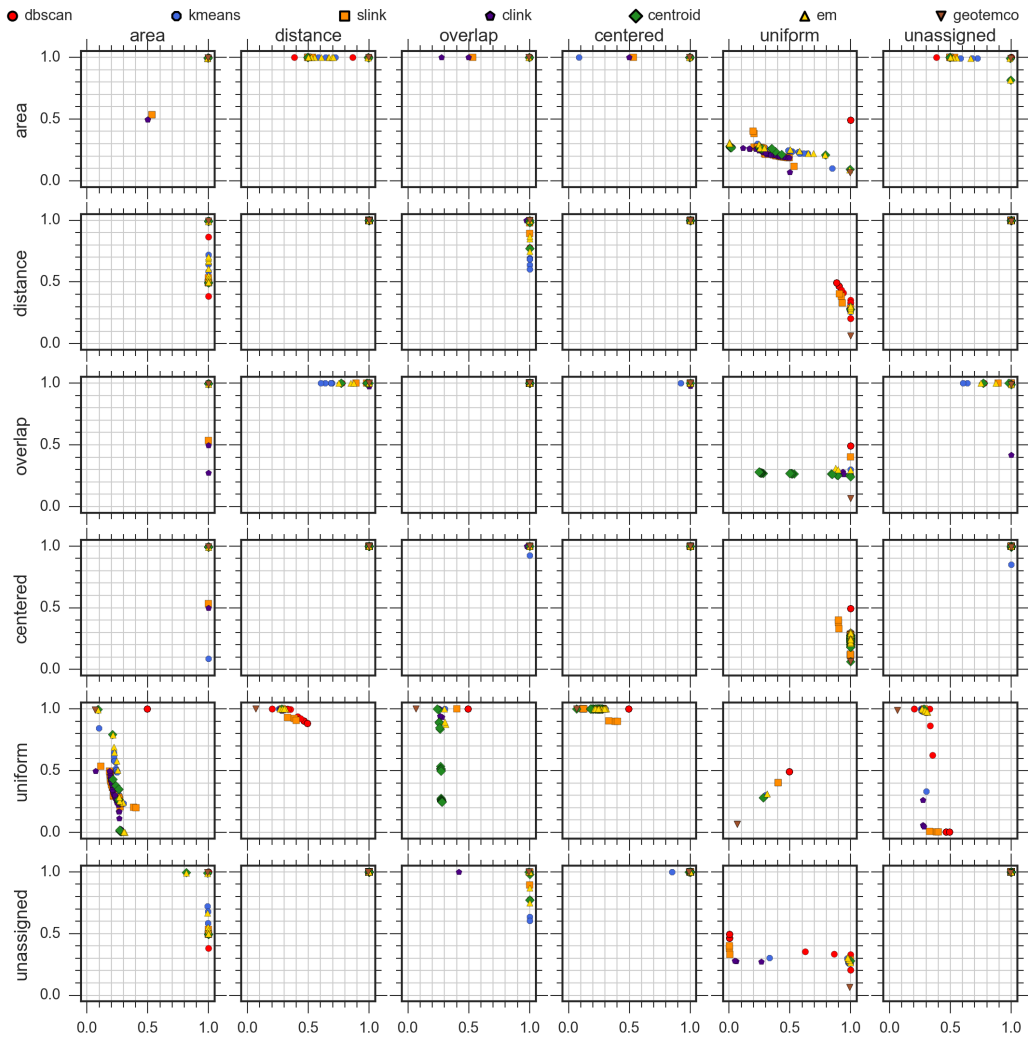 dbscan kmeans slink clink centroid em geotemco
area distance overlap centered uniform unassigned
area
1.0
0.5
0.0
distance
1.0
0.5
0.0
overlap
1.0
0.5
0.0
centered
1.0
0.5
0.0
uniform
1.0
0.5
0.0
unassigned
1.0
0.5
0.0
0.0 0.5 1.0 0.0 0.5 1.0 0.0 0.5 1.0 0.0 0.5 1.0 0.0 0.5 1.0 0.0 0.5 1.0